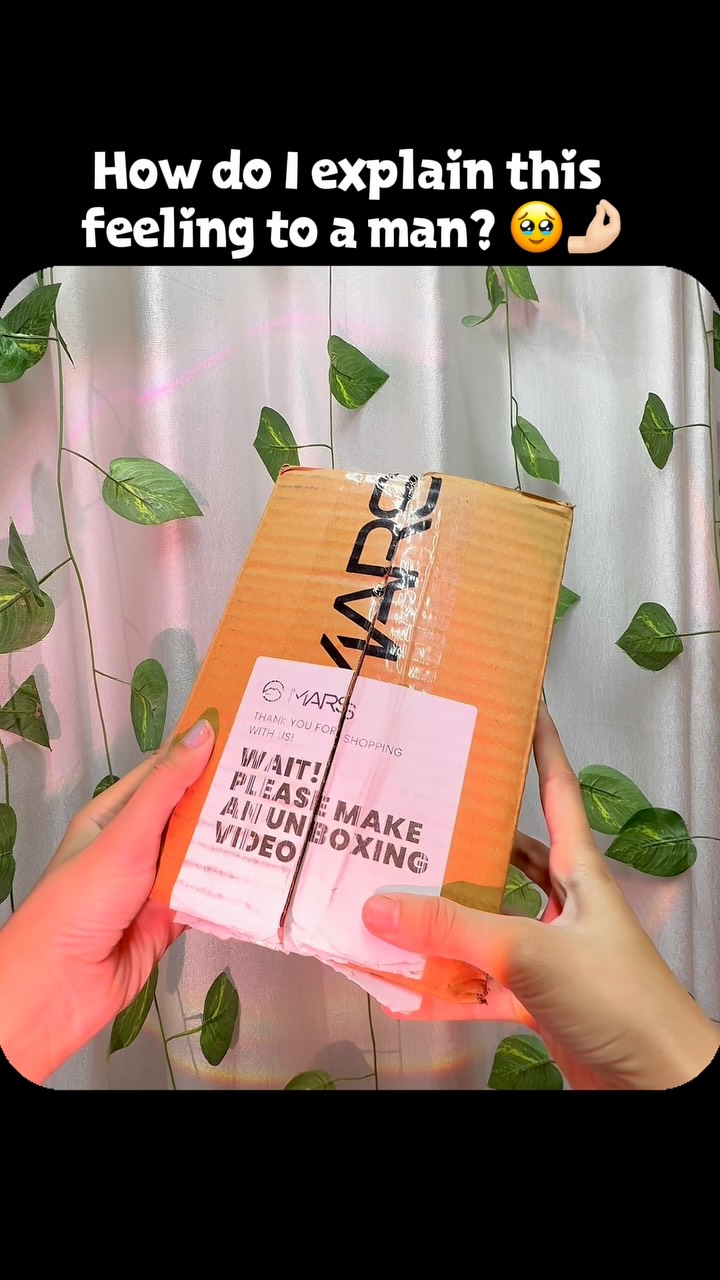 How do I explain this
feeling to a man? 🥹🤌🏻
MARS
MARS
THANK YOU FOR SHOPPING
WITH US!
WAIT!
PLEASE MAKE
AN UNBOXING
VIDEO